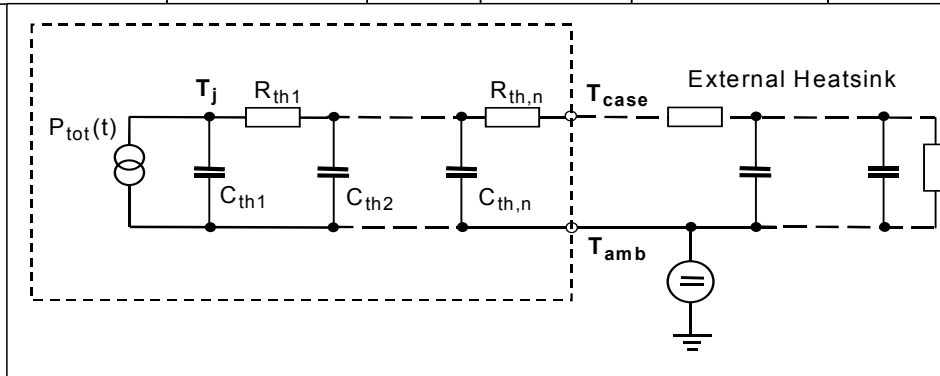 External Heatsink
T_j R_th1 R_th,n T_case
P_tot(t)
C_th1 C_th2 C_th,n
T_amb